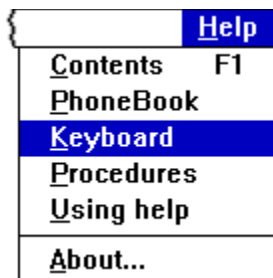 Help
Contents F1
PhoneBook
Keyboard
Procedures
Using help
About...